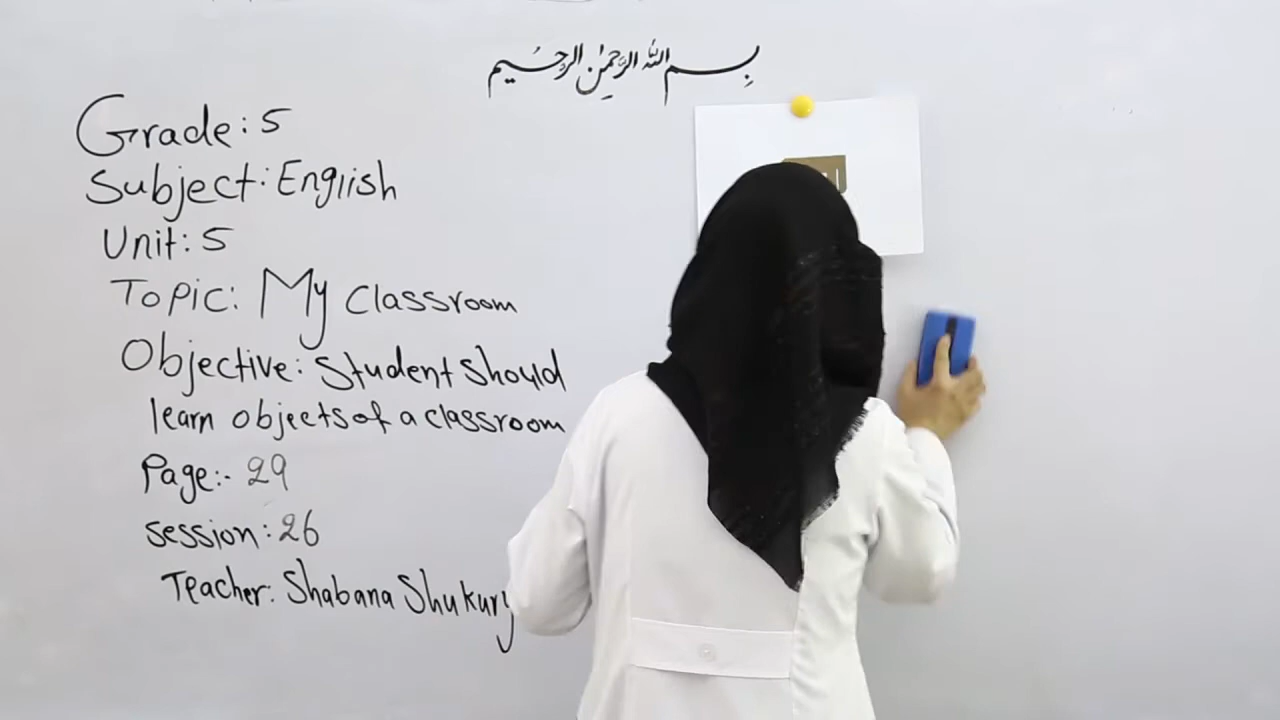 بسم الله الرحمن الرحیم
Grade: 5
Subject: English
Unit: 5
Topic: My classroom
Objective: Student should
learn objects of a classroom
Page:- 29
session: 26
Teacher: Shabana Shukury